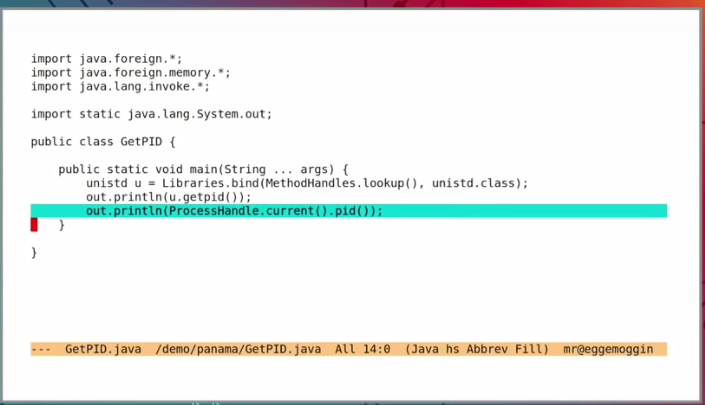 import java.foreign.*;
import java.foreign.memory.*;
import java.lang.invoke.*;
import static java.lang.System.out;
public class GetPID {
    public static void main(String ... args) {
        unistd u = Libraries.bind(MethodHandles.lookup(), unistd.class);
        out.println(u.getpid());
        out.println(ProcessHandle.current().pid());
    }
}
--- GetPID.java /demo/panama/GetPID.java All 14:0 (Java hs Abbrev Fill) mr@eggemoggin